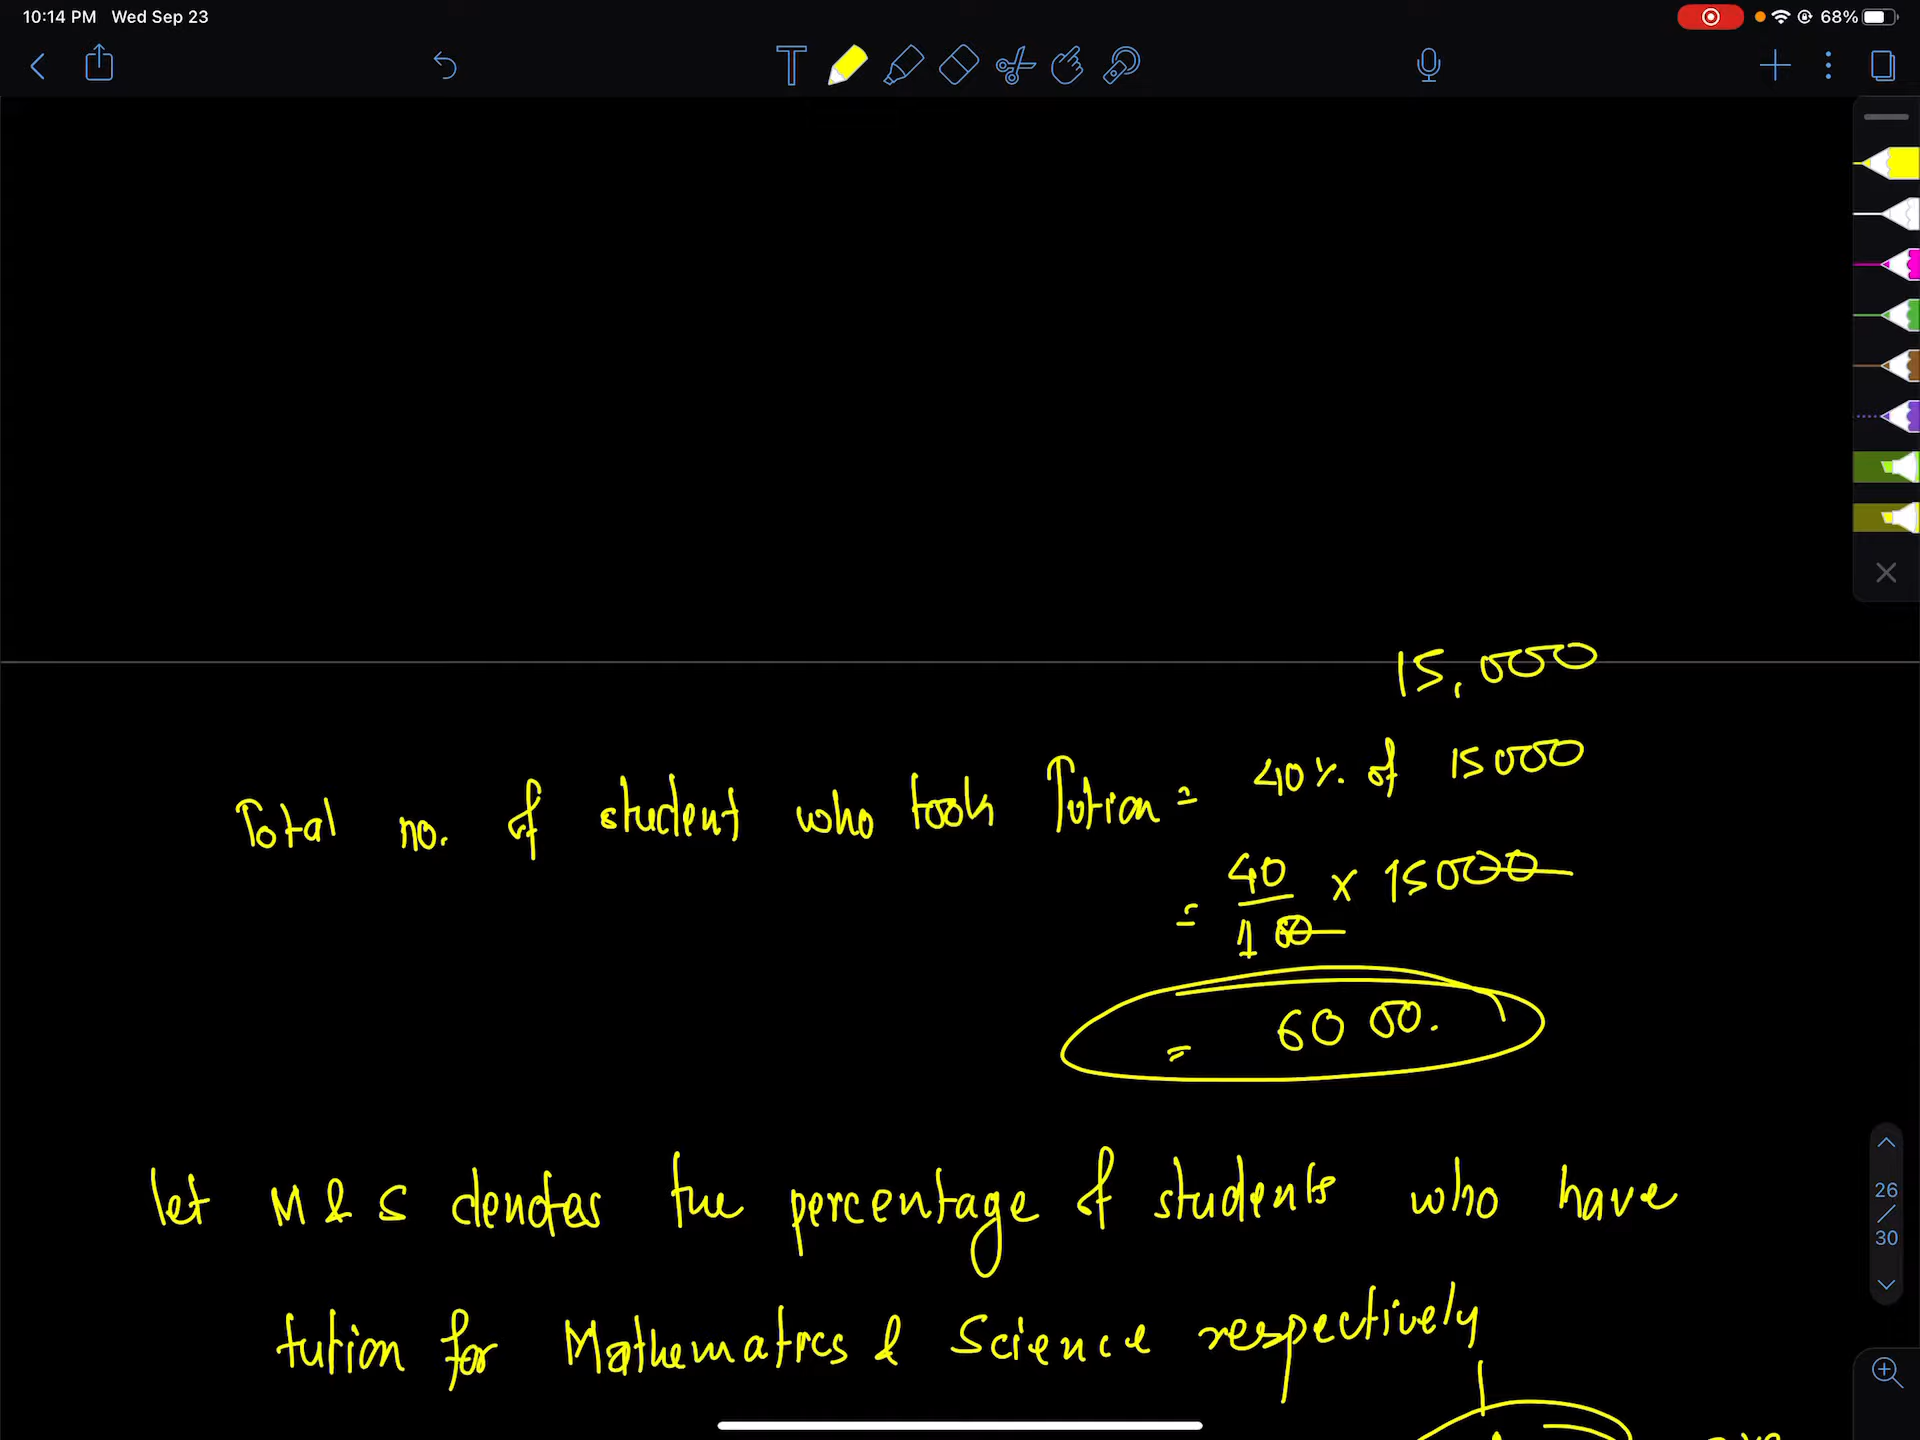 10:14 PM Wed Sep 23
68%
15,000
Total no. of student who took Tution = 40% of 15000
= 40/100 x 15000
= 6000.
let M & S denotes the percentage of students who have
tution for Mathematics & Science respectively
26
/
30